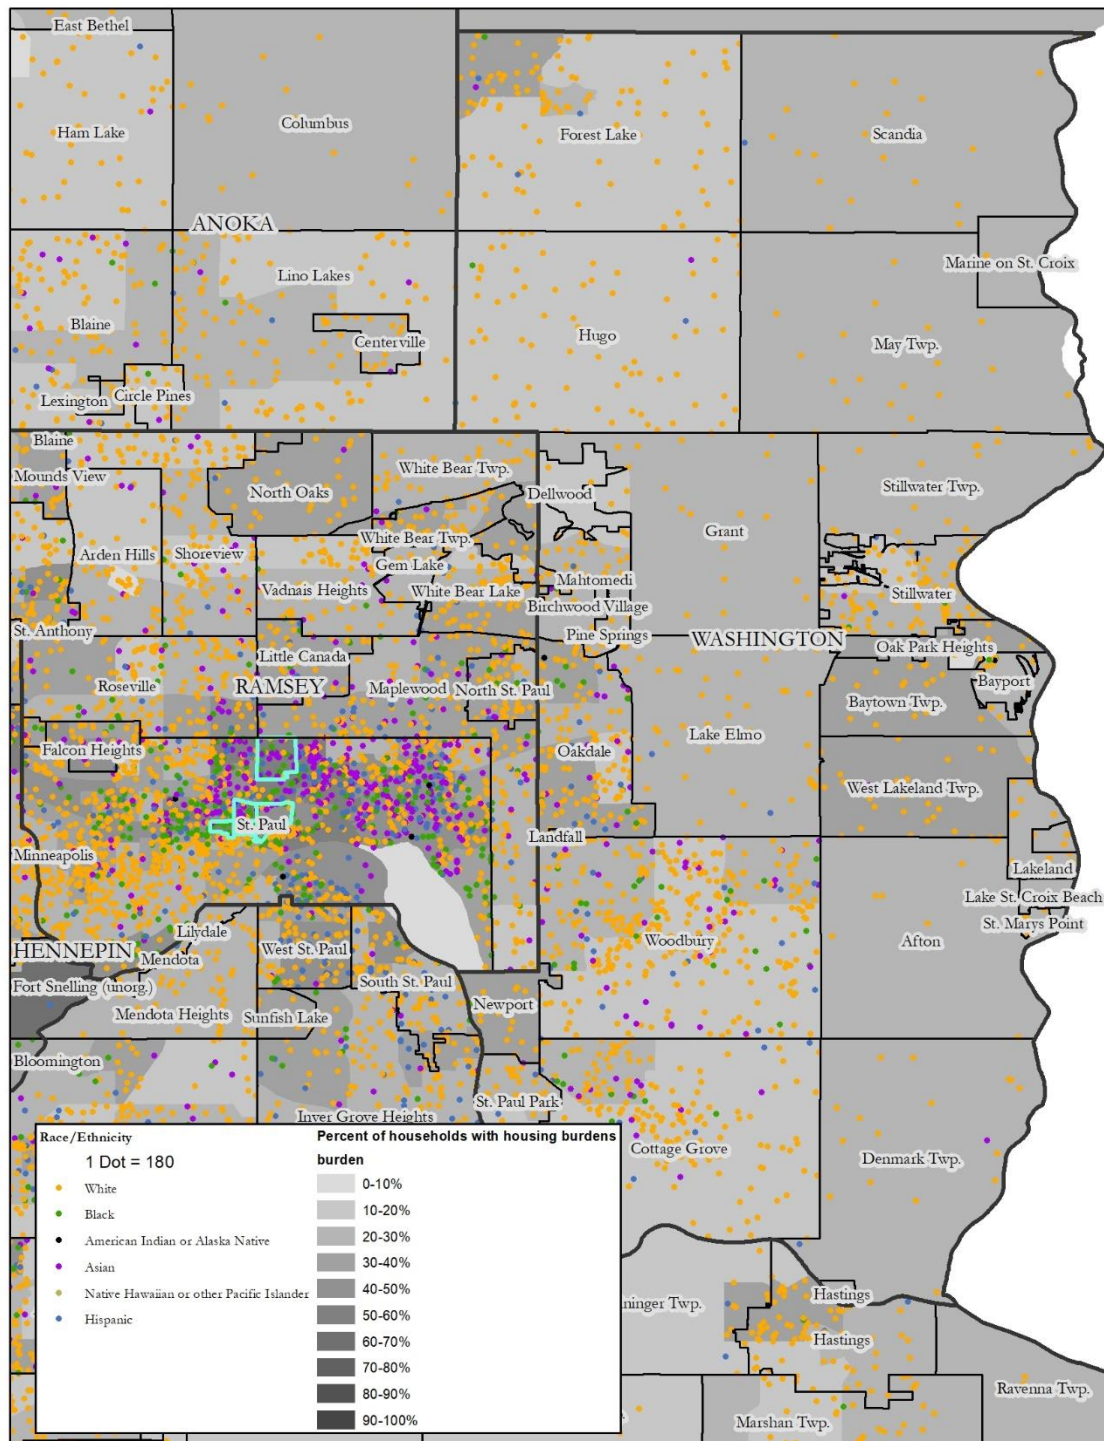 East Bethel
Ham Lake
Columbus
Forest Lake
Scandia
ANOKA
Marine on St. Croix
Lino Lakes
Blaine
Centerville
Hugo
May Twp.
Lexington
Circle Pines
Blaine
Mounds View
North Oaks
White Bear Twp.
Dellwood
Stillwater Twp.
Grant
White Bear Twp.
Arden Hills
Shoreview
Gem Lake
Vadnais Heights
White Bear Lake
Mahtomedi
Birchwood Village
Stillwater
St. Anthony
Pine Springs
WASHINGTON
Oak Park Heights
Little Canada
Roseville
RAMSEY
Maplewood
North St. Paul
Bayport
Baytown Twp.
Falcon Heights
Oakdale
Lake Elmo
West Lakeland Twp.
St. Paul
Landfall
Minneapolis
Lakeland
Lake St. Croix Beach
St. Marys Point
Lilydale
HENNEPIN
Mendota
West St. Paul
Woodbury
Afton
Fort Snelling (unorg.)
South St. Paul
Mendota Heights
Sunfish Lake
Newport
Bloomington
St. Paul Park
Inver Grove Heights
Cottage Grove
Denmark Twp.
Race/Ethnicity
1 Dot = 180
White
Black
American Indian or Alaska Native
Asian
Native Hawaiian or other Pacific Islander
Hispanic
Percent of households with housing burdens
burden
0-10%
10-20%
20-30%
30-40%
40-50%
50-60%
60-70%
70-80%
80-90%
90-100%
ninger Twp.
Hastings
Hastings
Ravenna Twp.
Marshan Twp.